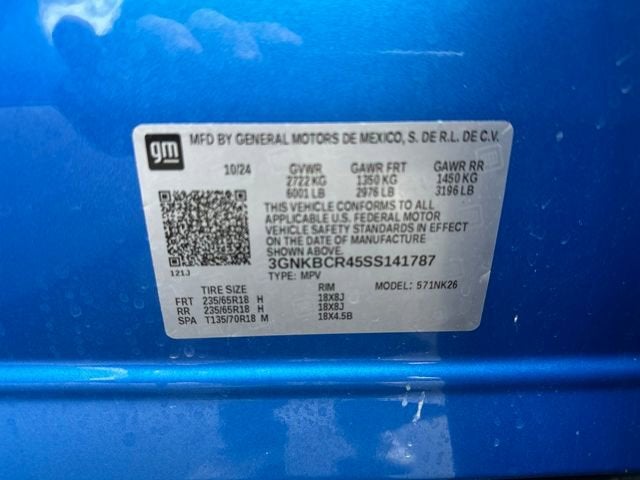 gm
MFD BY GENERAL MOTORS DE MEXICO, S. DE R.L. DE C.V.
10/24 GVWR GAWR FRT GAWR RR
2722 KG 1350 KG 1450 KG
6001 LB 2976 LB 3196 LB
THIS VEHICLE CONFORMS TO ALL
APPLICABLE U.S. FEDERAL MOTOR
VEHICLE SAFETY STANDARDS
IN EFFECT ON THE DATE OF MANUFACTURE
SHOWN ABOVE.
3GNKBCR45SS141787
121J
TYPE: MPV MODEL: 571NK26
TIRE SIZE RIM
FRT 235/65R18 H 18X8J
RR 235/65R18 H 18X8J
SPA T135/70R18 M 18X4.5B